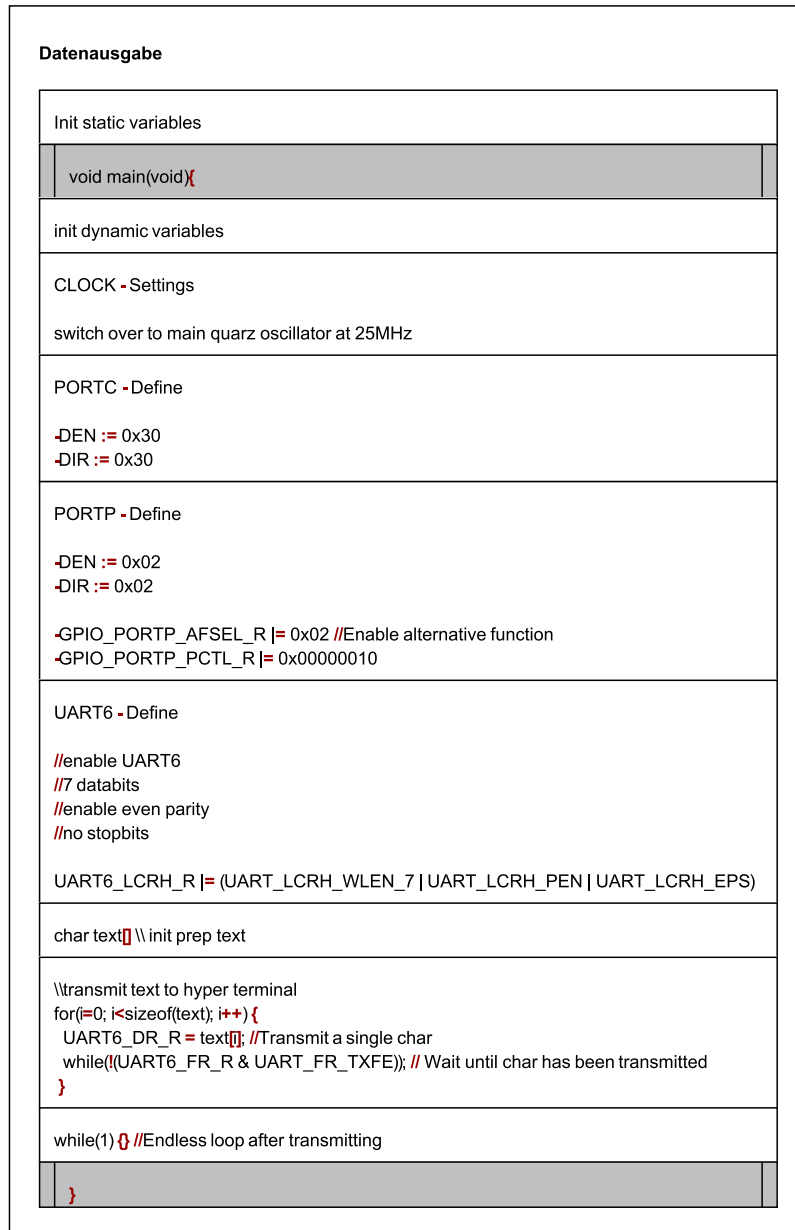 Datenausgabe
Init static variables
void main(void){
init dynamic variables
CLOCK - Settings
switch over to main quarz oscillator at 25MHz
PORTC - Define
-DEN := 0x30
-DIR := 0x30
PORTP - Define
-DEN := 0x02
-DIR := 0x02
-GPIO_PORTP_AFSEL_R |= 0x02 //Enable alternative function
-GPIO_PORTP_PCTL_R |= 0x00000010
UART6 - Define
//enable UART6
//7 databits
//enable even parity
//no stopbits
UART6_LCRH_R |= (UART_LCRH_WLEN_7 | UART_LCRH_PEN | UART_LCRH_EPS)
char text[] \\ init prep text
\\transmit text to hyper terminal
for(i=0; i<sizeof(text); i++) {
UART6_DR_R = text[i]; //Transmit a single char
while(!(UART6_FR_R & UART_FR_TXFE)); // Wait until char has been transmitted
}
while(1) {} //Endless loop after transmitting
}